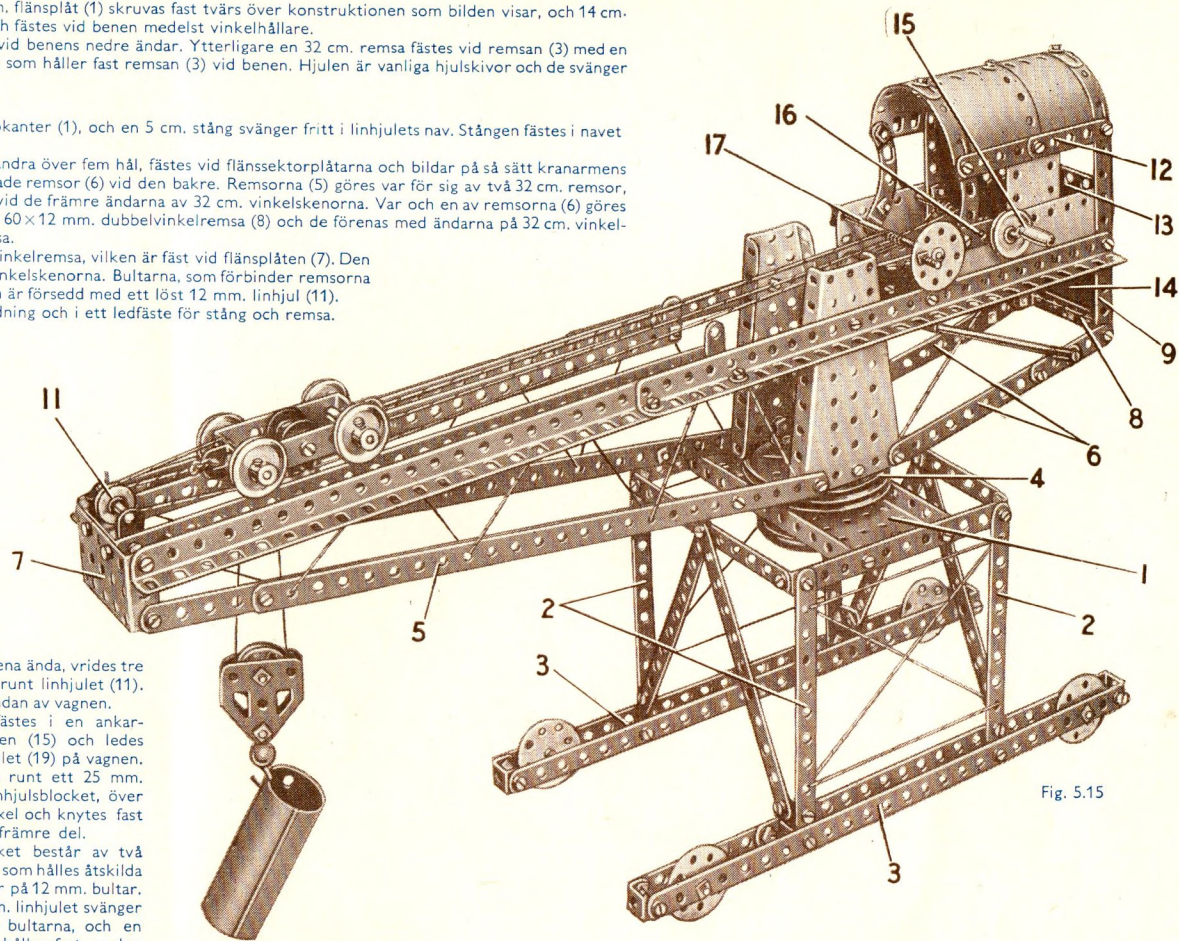 n. flänsplåt (1) skruvas fast tvärs över konstruktionen som bilden visar, och 14 cm.
fästes vid benen medelst vinkelhållare.
vid benens nedre ändar. Ytterligare en 32 cm. remsa fästes vid remsan (3) med en
som håller fast remsan (3) vid benen. Hjulen är vanliga hjulskivor och de svänger
kanter (1), och en 5 cm. stång svänger fritt i linhjulets nav. Stången fästes i navet
andra över fem hål, fästes vid flänssektorplåtarna och bildar på så sätt kranarmens
ade remsor (6) vid den bakre. Remsorna (5) göres var för sig av två 32 cm. remsor,
vid de främre ändarna av 32 cm. vinkelskenorna. Var och en av remsorna (6) göres
60×12 mm. dubbelvinkelremsa (8) och de förenas med ändarna på 32 cm. vinkel-
sa.
inkelremsa, vilken är fäst vid flänsplåten (7). Den
nkelskenorna. Bultarna, som förbinder remsorna
är försedd med ett löst 12 mm. linhjul (11).
dning och i ett ledfäste för stång och remsa.
15
16
17
12
13
14
9
8
6
11
4
7
1
5
2
2
3
ena ända, vrides tre
runt linhjulet (11).
dan av vagnen.
ästes i en ankar-
en (15) och ledes
let (19) på vagnen.
runt ett 25 mm.
nhjulsblocket, över
kel och knytes fast
främre del.
ket består av två
som hålles åtskilda
r på 12 mm. bultar.
n. linhjulet svänger
bultarna, och en
Fig. 5.15
3